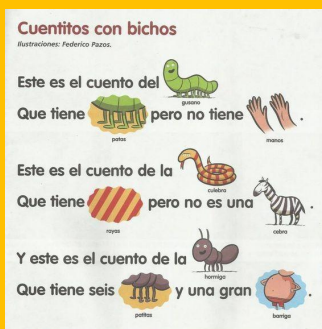 Cuentitos con bichos
Ilustraciones: Federico Pazos.
Este es el cuento del
gusano
Que tiene pero no tiene .
patas manos
Este es el cuento de la
culebra
Que tiene pero no es una .
rayas cebra
Y este es el cuento de la
hormiga
Que tiene seis y una gran .
patitas barriga